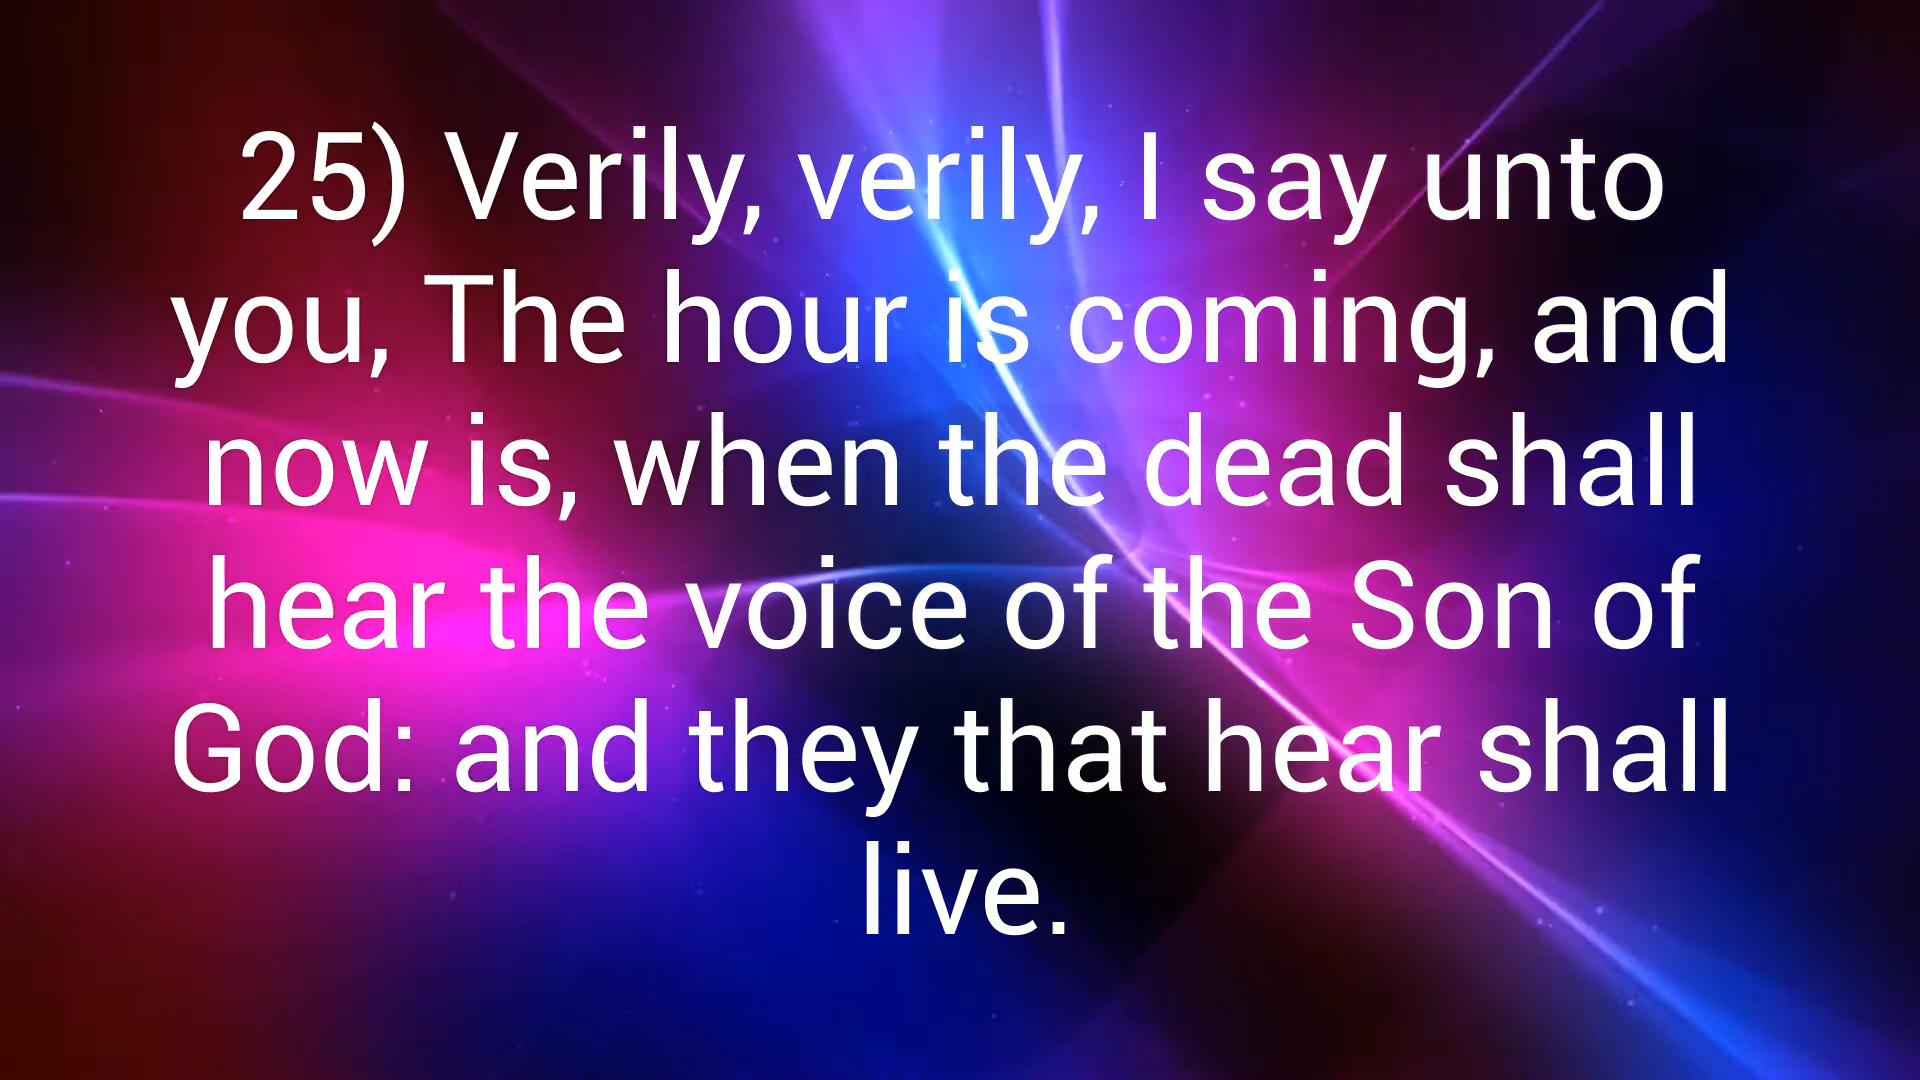 25) Verily, verily, I say unto
you, The hour is coming, and
now is, when the dead shall
hear the voice of the Son of
God: and they that hear shall
live.